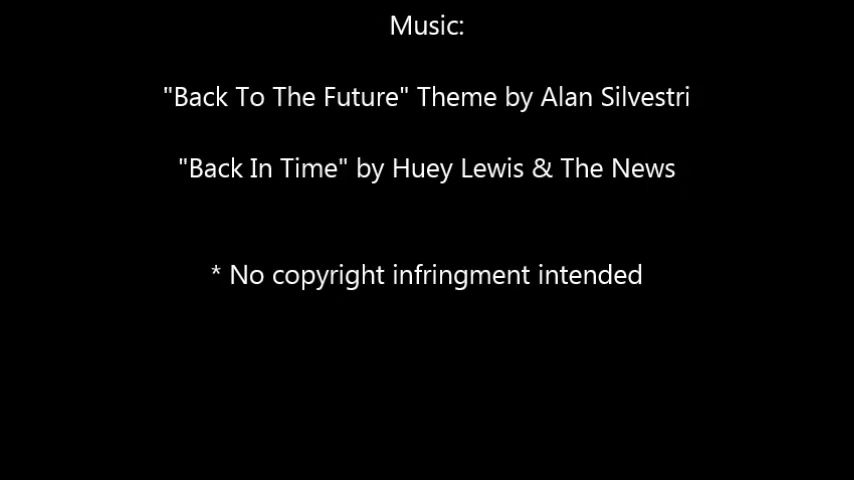 Music:
"Back To The Future" Theme by Alan Silvestri
"Back In Time" by Huey Lewis & The News
* No copyright infringment intended